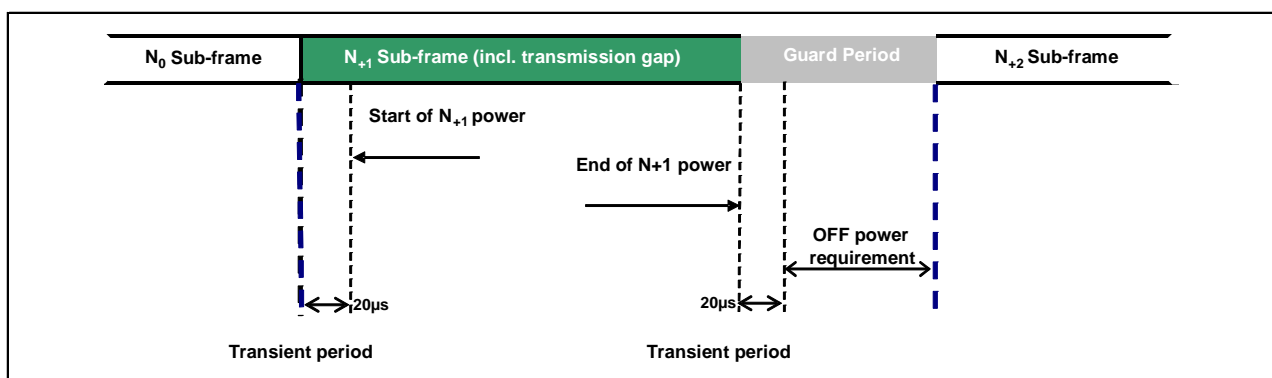 N₀ Sub-frame
N₊₁ Sub-frame (incl. transmission gap)
Guard Period
N₊₂ Sub-frame
Start of N₊₁ power
End of N+1 power
OFF power
requirement
20µs
20µs
Transient period
Transient period